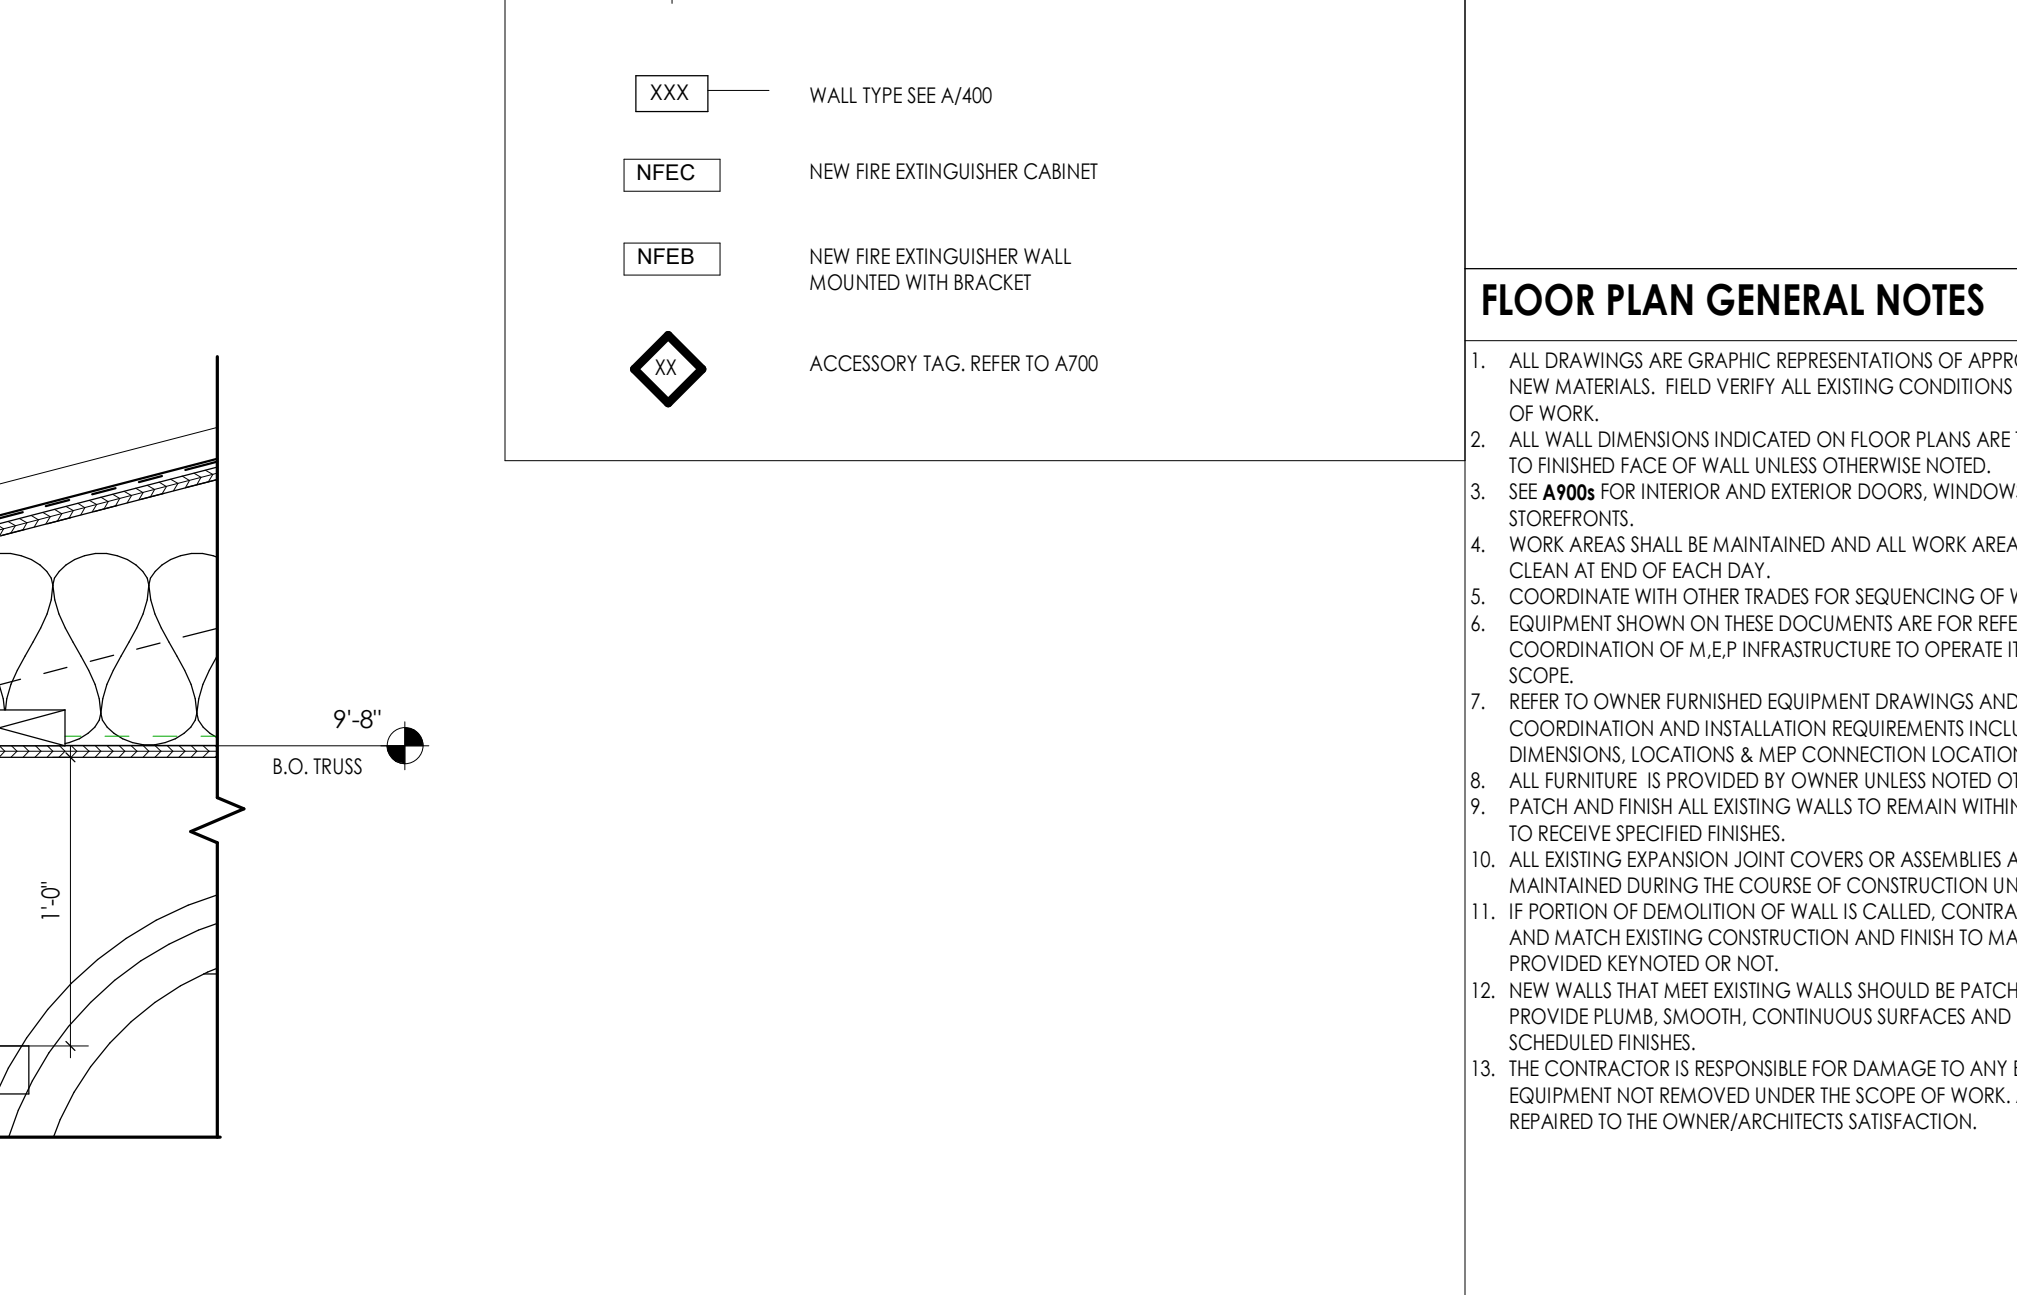 XXX
WALL TYPE SEE A/400
NFEC
NEW FIRE EXTINGUISHER CABINET
NFEB
NEW FIRE EXTINGUISHER WALL
MOUNTED WITH BRACKET
XX
ACCESSORY TAG. REFER TO A700
9'-8"
B.O. TRUSS
1'-0"
FLOOR PLAN GENERAL NOTES
1. ALL DRAWINGS ARE GRAPHIC REPRESENTATIONS OF
NEW MATERIALS. FIELD VERIFY ALL EXISTING CONDITIONS
OF WORK.
2. ALL WALL DIMENSIONS INDICATED ON FLOOR PLANS ARE
TO FINISHED FACE OF WALL UNLESS OTHERWISE NOTED.
3. SEE A900s FOR INTERIOR AND EXTERIOR DOORS,
STOREFRONTS.
4. WORK AREAS SHALL BE MAINTAINED AND ALL WORK
CLEAN AT END OF EACH DAY.
5. COORDINATE WITH OTHER TRADES FOR SEQUENCING OF
6. EQUIPMENT SHOWN ON THESE DOCUMENTS ARE FOR
COORDINATION OF M,E,P INFRASTRUCTURE TO OPERATE
SCOPE.
7. REFER TO OWNER FURNISHED EQUIPMENT DRAWINGS AND
COORDINATION AND INSTALLATION REQUIREMENTS
DIMENSIONS, LOCATIONS & MEP CONNECTION
8. ALL FURNITURE IS PROVIDED BY OWNER UNLESS NOTED
9. PATCH AND FINISH ALL EXISTING WALLS TO REMAIN
TO RECEIVE SPECIFIED FINISHES.
10. ALL EXISTING EXPANSION JOINT COVERS OR ASSEMBLIES
MAINTAINED DURING THE COURSE OF CONSTRUCTION
11. IF PORTION OF DEMOLITION OF WALL IS CALLED,
AND MATCH EXISTING CONSTRUCTION AND FINISH TO
PROVIDED KEYNOTED OR NOT.
12. NEW WALLS THAT MEET EXISTING WALLS SHOULD BE
PROVIDE PLUMB, SMOOTH, CONTINUOUS SURFACES AND
SCHEDULED FINISHES.
13. THE CONTRACTOR IS RESPONSIBLE FOR DAMAGE TO ANY
EQUIPMENT NOT REMOVED UNDER THE SCOPE OF WORK.
REPAIRED TO THE OWNER/ARCHITECTS SATISFACTION.